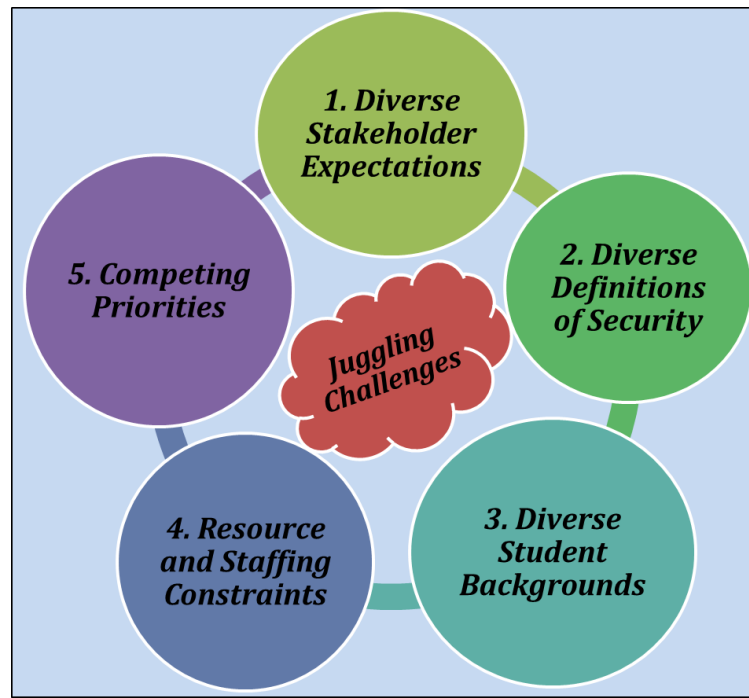 1. Diverse
Stakeholder
Expectations
2. Diverse
Definitions
of Security
3. Diverse
Student
Backgrounds
4. Resource
and Staffing
Constraints
5. Competing
Priorities
Juggling
Challenges